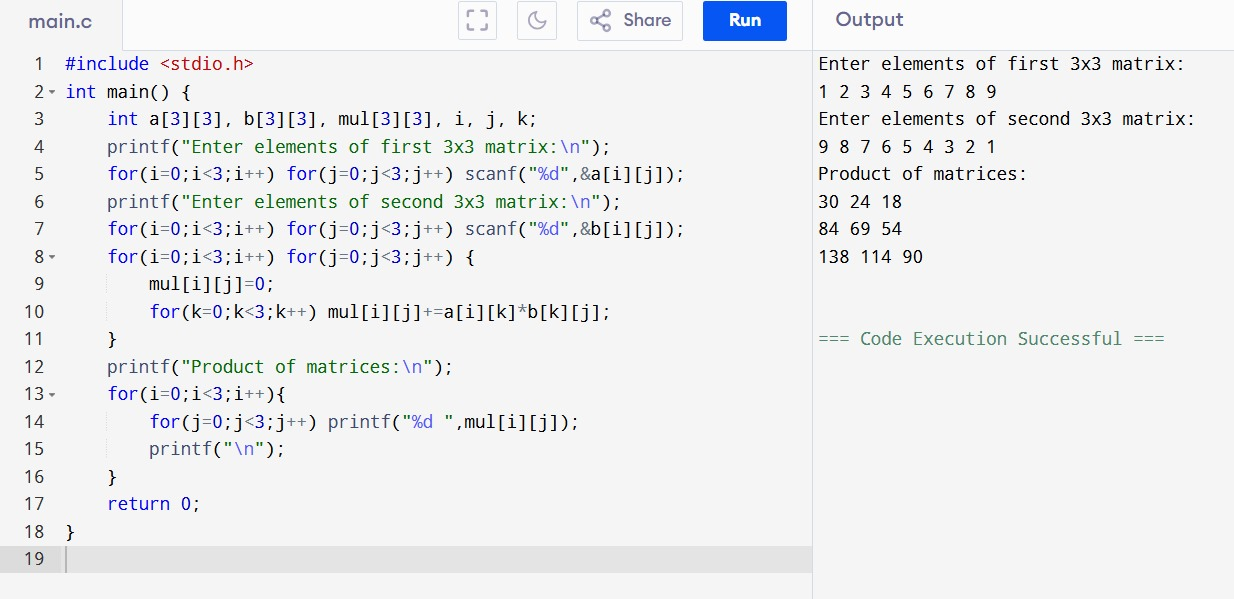 main.c
Share
Run
Output
1 #include <stdio.h>
2 int main() {
3     int a[3][3], b[3][3], mul[3][3], i, j, k;
4     printf("Enter elements of first 3x3 matrix:\n");
5     for(i=0;i<3;i++) for(j=0;j<3;j++) scanf("%d",&a[i][j]);
6     printf("Enter elements of second 3x3 matrix:\n");
7     for(i=0;i<3;i++) for(j=0;j<3;j++) scanf("%d",&b[i][j]);
8     for(i=0;i<3;i++) for(j=0;j<3;j++) {
9         mul[i][j]=0;
10         for(k=0;k<3;k++) mul[i][j]+=a[i][k]*b[k][j];
11     }
12     printf("Product of matrices:\n");
13     for(i=0;i<3;i++){
14         for(j=0;j<3;j++) printf("%d ",mul[i][j]);
15         printf("\n");
16     }
17     return 0;
18 }
19
Enter elements of first 3x3 matrix:
1 2 3 4 5 6 7 8 9
Enter elements of second 3x3 matrix:
9 8 7 6 5 4 3 2 1
Product of matrices:
30 24 18
84 69 54
138 114 90
=== Code Execution Successful ===